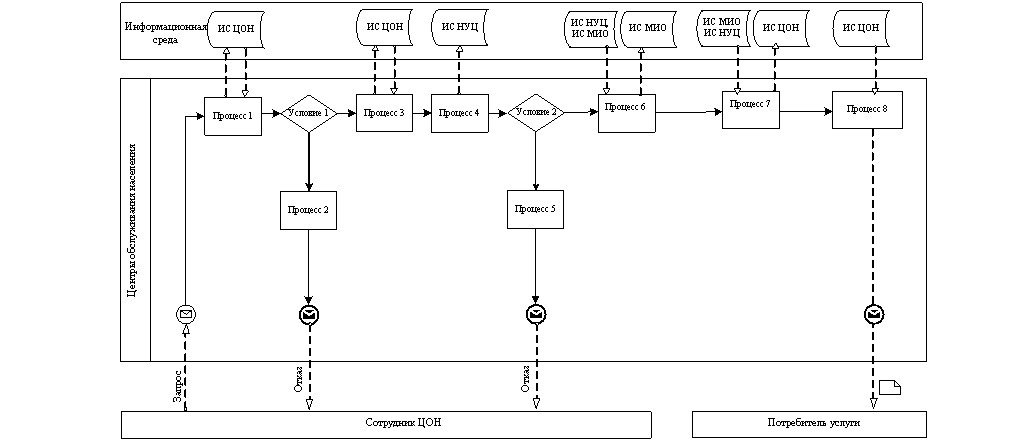 Информационная
среда
ИС ЦОН
ИС ЦОН
ИС НУЦ
ИС НУЦ,
ИС МИО
ИС МИО
ИС МИО
ИС НУЦ
ИС ЦОН
ИС ЦОН
Центры обслуживания населения
Процесс 1
Условие 1
Процесс 3
Процесс 4
Условие 2
Процесс 6
Процесс 7
Процесс 8
Процесс 2
Процесс 5
Запрос
Отказ
Отказ
Сотрудник ЦОН
Потребитель услуги